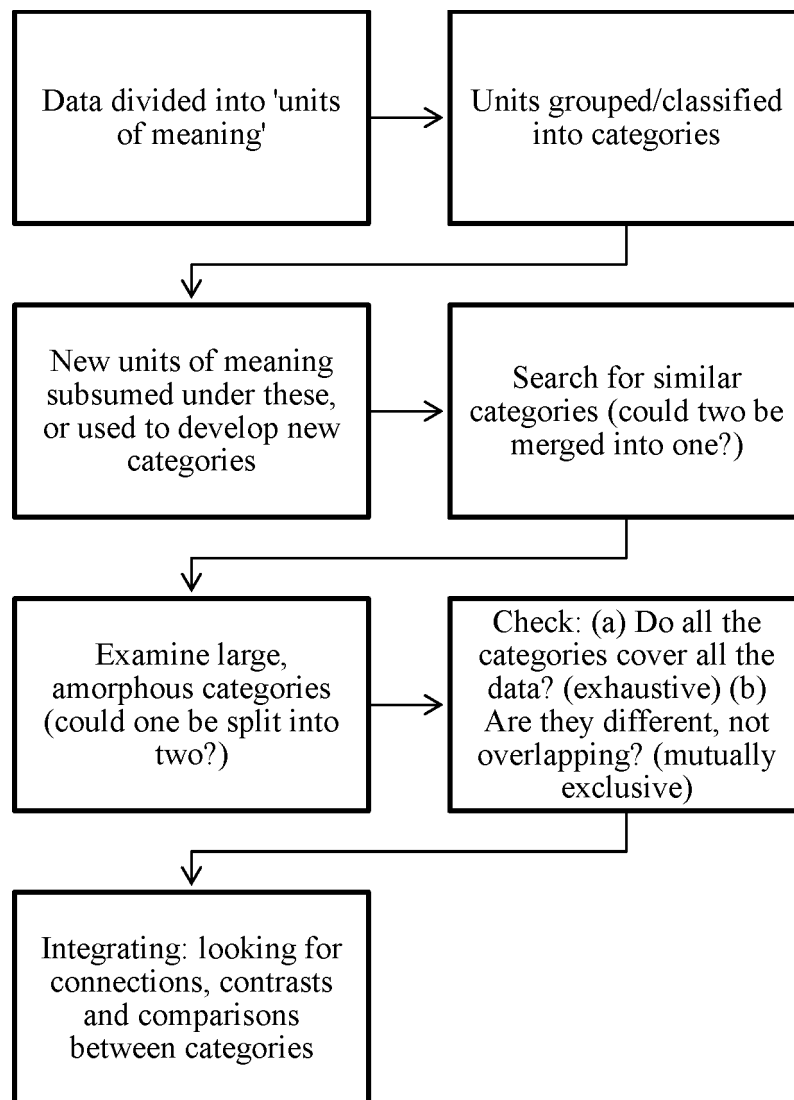 Data divided into 'units
of meaning'
Units grouped/classified
into categories
New units of meaning
subsumed under these,
or used to develop new
categories
Search for similar
categories (could two be
merged into one?)
Examine large,
amorphous categories
(could one be split into
two?)
Check: (a) Do all the
categories cover all the
data? (exhaustive) (b)
Are they different, not
overlapping? (mutually
exclusive)
Integrating: looking for
connections, contrasts
and comparisons
between categories